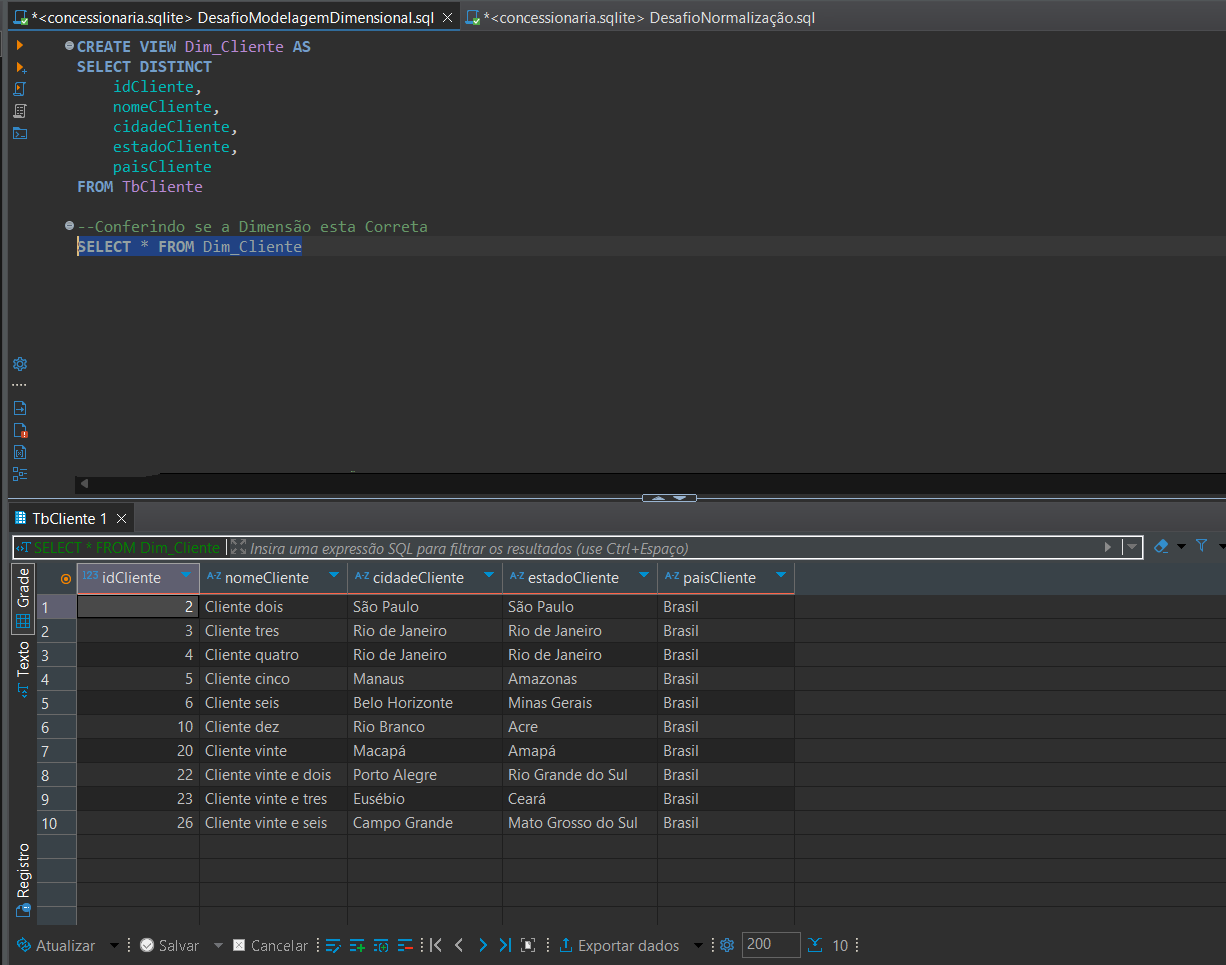 *<concessionaria.sqlite> DesafioModelagemDimensional.sql
*<concessionaria.sqlite> DesafioNormalização.sql
CREATE VIEW Dim_Cliente AS
SELECT DISTINCT
idCliente,
nomeCliente,
cidadeCliente,
estadoCliente,
paisCliente
FROM TbCliente
--Conferindo se a Dimensão esta Correta
SELECT * FROM Dim_Cliente
TbCliente 1
SELECT * FROM Dim_Cliente Insira uma expressão SQL para filtrar os resultados (use Ctrl+Espaço)
Grade
Texto
Registro
123 idCliente A-Z nomeCliente A-Z cidadeCliente A-Z estadoCliente A-Z paisCliente
1 2 Cliente dois São Paulo São Paulo Brasil
2 3 Cliente tres Rio de Janeiro Rio de Janeiro Brasil
3 4 Cliente quatro Rio de Janeiro Rio de Janeiro Brasil
4 5 Cliente cinco Manaus Amazonas Brasil
5 6 Cliente seis Belo Horizonte Minas Gerais Brasil
6 10 Cliente dez Rio Branco Acre Brasil
7 20 Cliente vinte Macapá Amapá Brasil
8 22 Cliente vinte e dois Porto Alegre Rio Grande do Sul Brasil
9 23 Cliente vinte e tres Eusébio Ceará Brasil
10 26 Cliente vinte e seis Campo Grande Mato Grosso do Sul Brasil
Atualizar Salvar Cancelar Exportar dados 200 10